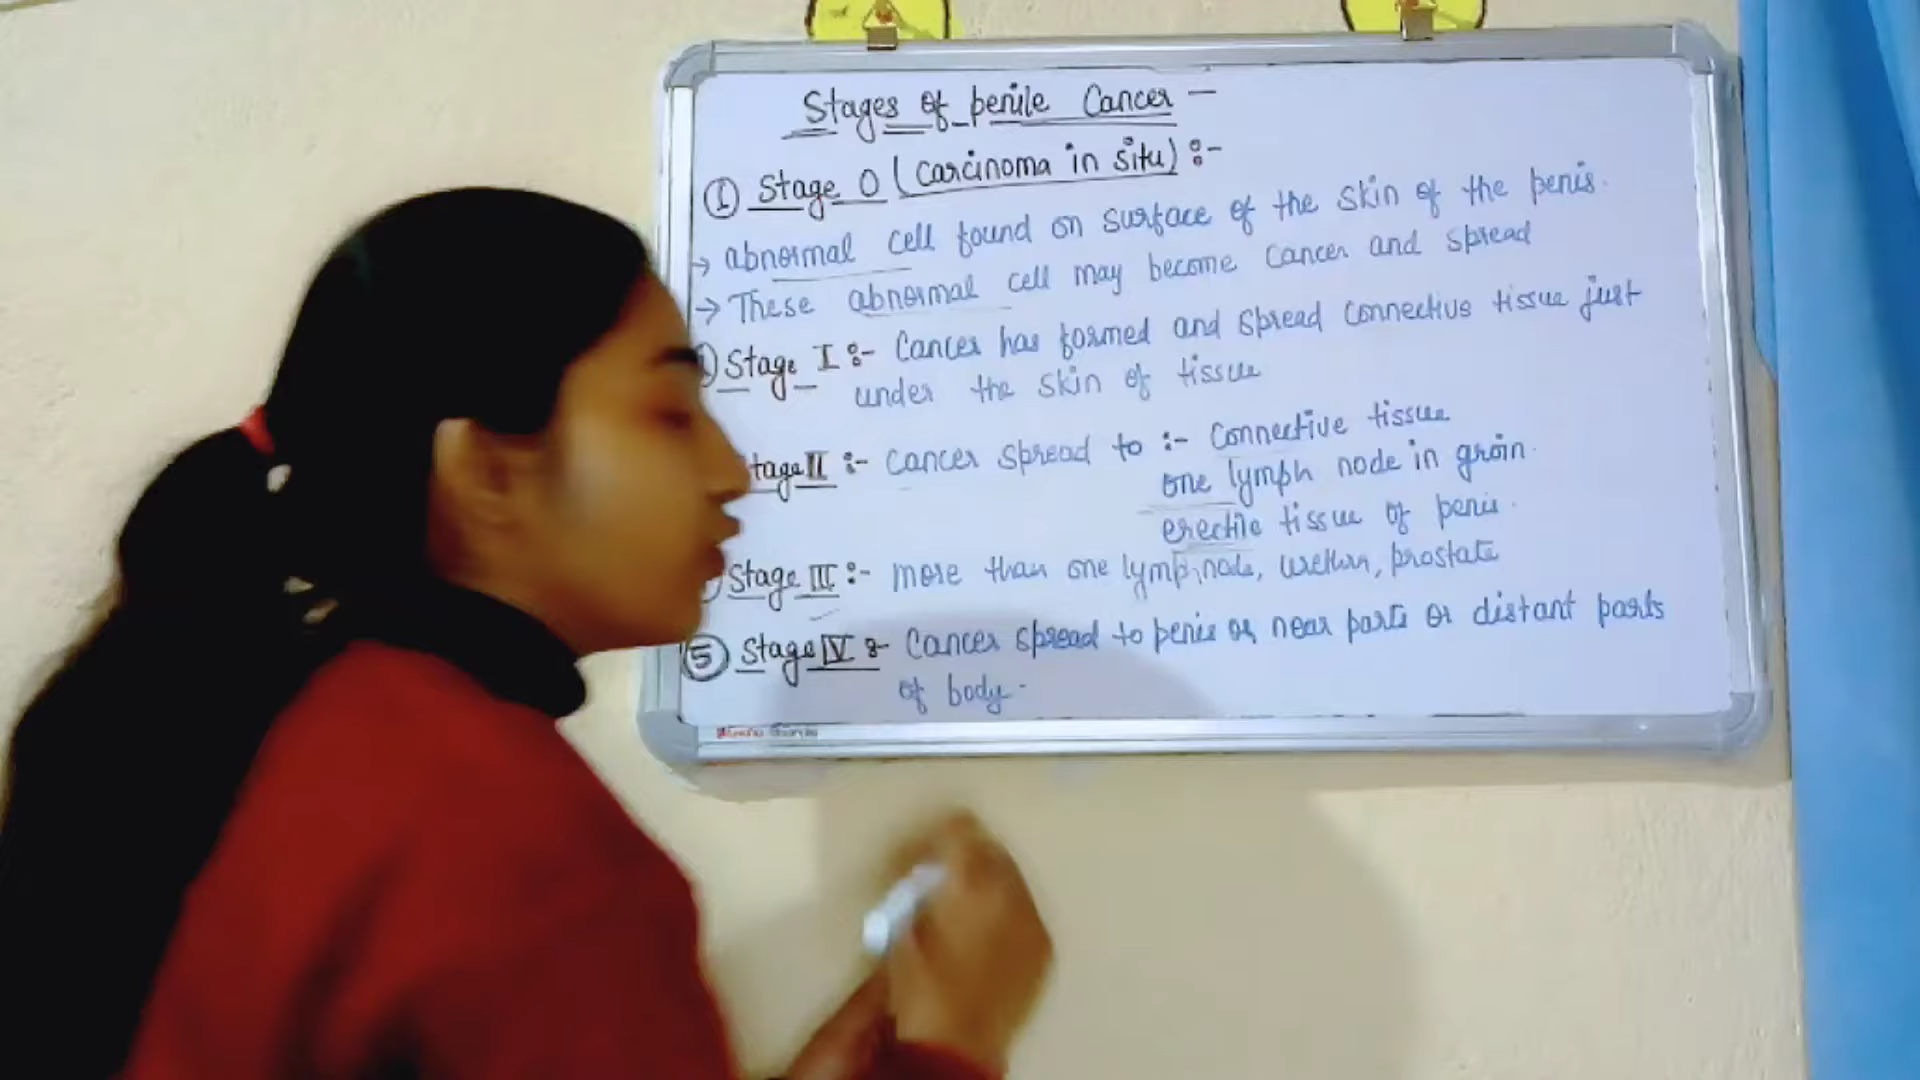 Stages of penile Cancer -
① Stage 0 (Carcinoma in situ) :-
→ abnormal cell found on surface of the skin of the penis.
→ These abnormal cell may become cancer and spread
Stage I :- Cancer has formed and spread connective tissue just
under the skin of tissue
tage II :- Cancer spread to :- Connective tissue
one lymph node in groin.
erectile tissue of penis.
Stage III :- more than one lymphnode, urethra, prostate
⑤ Stage IV :- Cancer spread to penis or near parts or distant parts
of body.